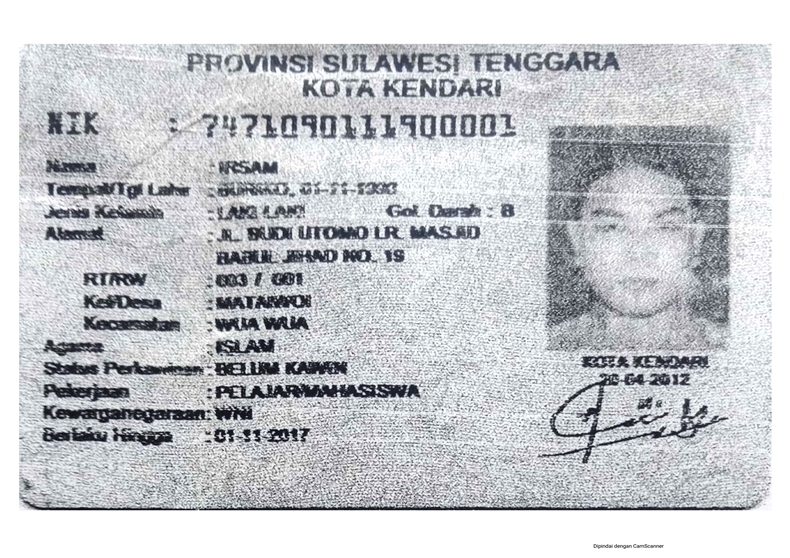 PROVINSI SULAWESI TENGGARA
KOTA KENDARI
NIK : 7471090111900001
Nama : IRSAM
Tempat/Tgl Lahir : 01-11-1990
Jenis Kelamin : LAKI-LAKI Gol. Darah : B
Alamat : JL. BUDI UTOMO LR. MASJID
BABUL JIHAD NO. 19
RT/RW : 003 / 001
Kel/Desa : MATAIWOI
Kecamatan : WUA WUA
Agama : ISLAM
Status Perkawinan : BELUM KAWIN
Pekerjaan : PELAJAR/MAHASISWA
Kewarganegaraan: WNI
Berlaku Hingga : 01-11-2017
KOTA KENDARI
20-04-2012
Dipindai dengan CamScanner